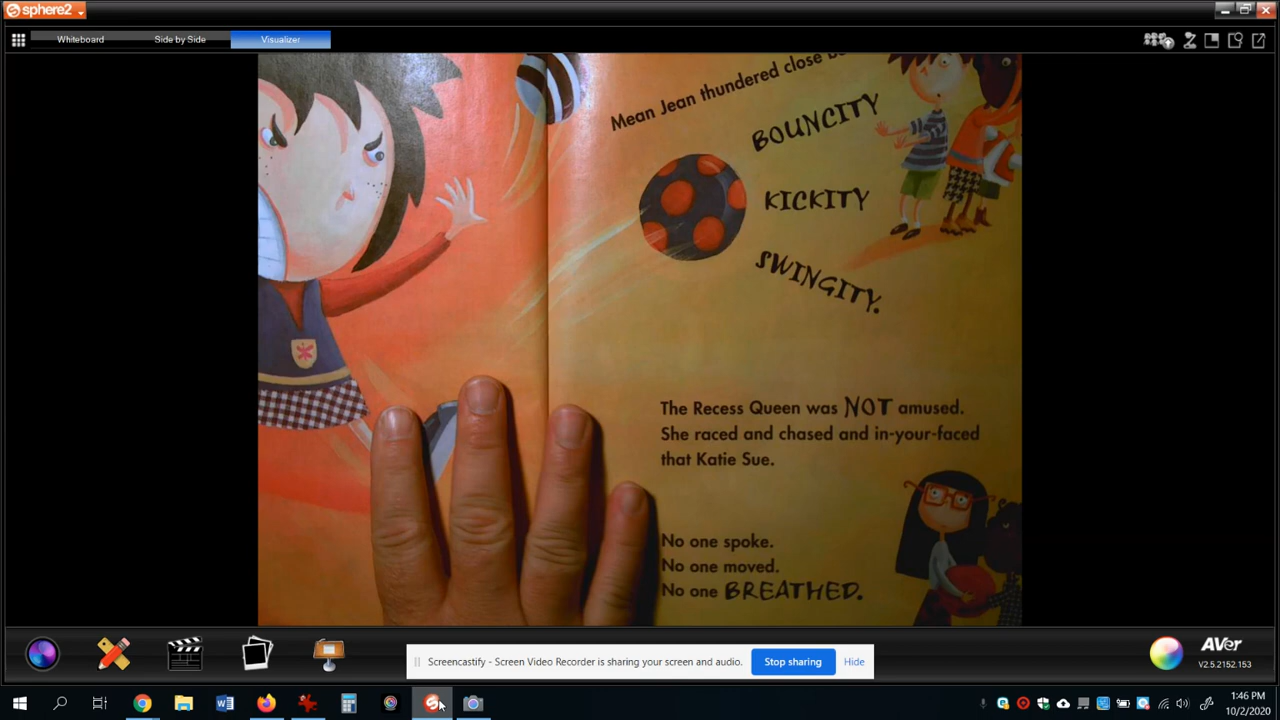 sphere2
Whiteboard
Side by Side
Visualizer
Mean Jean thundered close
BOUNCITY
KICKITY
SWINGITY.
The Recess Queen was NOT amused.
She raced and chased and in-your-faced
that Katie Sue.
No one spoke.
No one moved.
No one BREATHED.
Screencastify - Screen Video Recorder is sharing your screen and audio.
Stop sharing
Hide
AVer
V2.5.2152.153
1:46 PM
10/2/2020